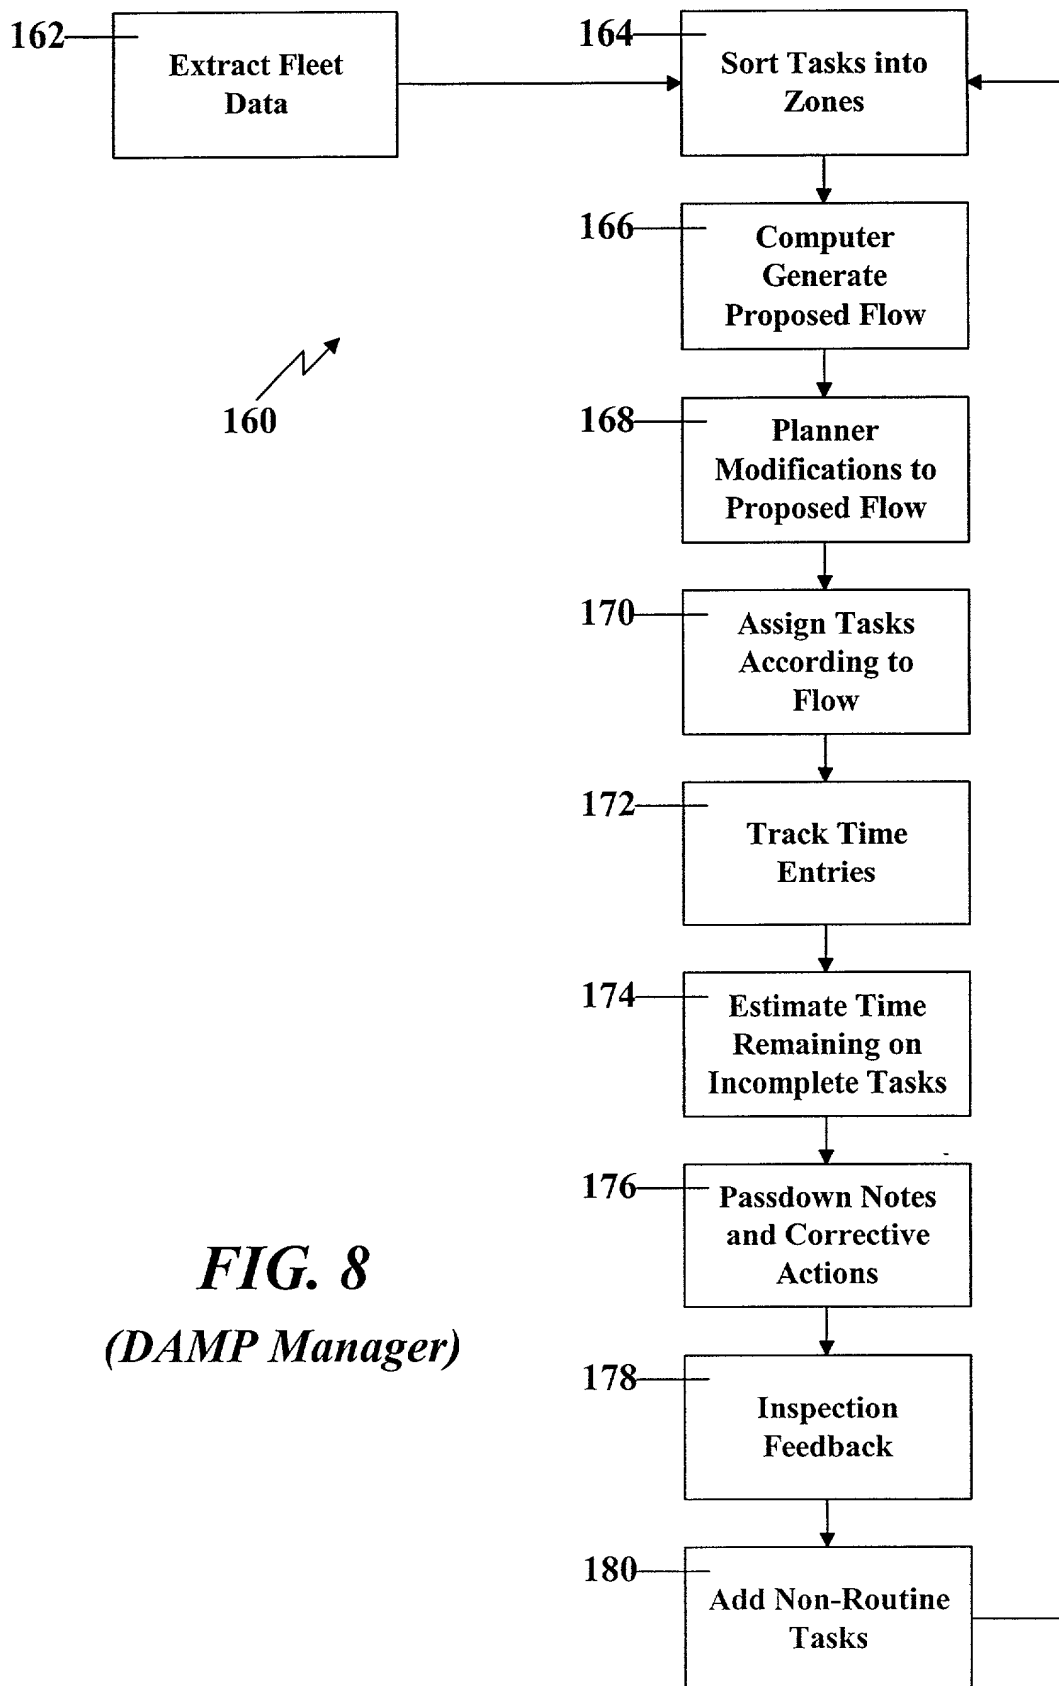 162
Extract Fleet
Data
164
Sort Tasks into
Zones
166
Computer
Generate
Proposed Flow
160
168
Planner
Modifications to
Proposed Flow
170
Assign Tasks
According to
Flow
172
Track Time
Entries
174
Estimate Time
Remaining on
Incomplete Tasks
176
Passdown Notes
and Corrective
Actions
FIG. 8
(DAMP Manager)
178
Inspection
Feedback
180
Add Non-Routine
Tasks